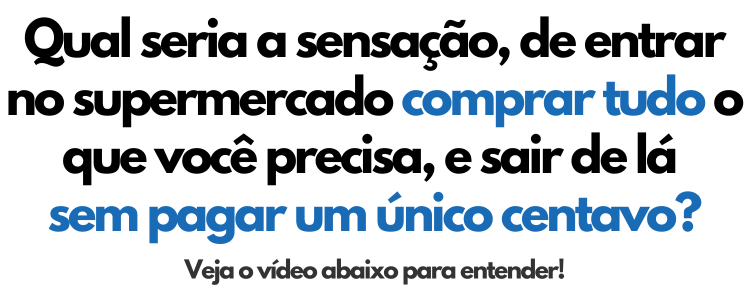 Qual seria a sensação, de entrar
no supermercado comprar tudo o
que você precisa, e sair de lá
sem pagar um único centavo?
Veja o vídeo abaixo para entender!